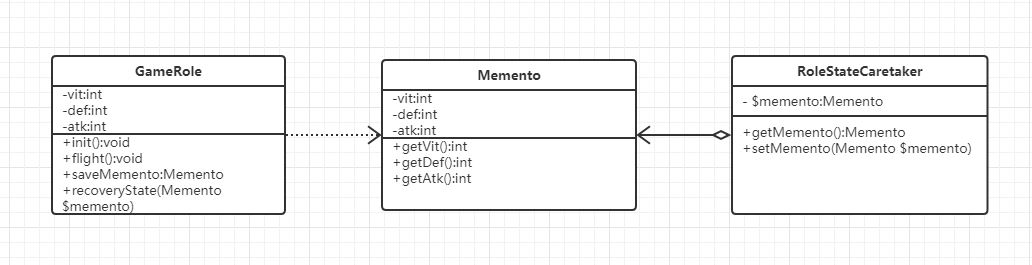 GameRole
-vit:int
-def:int
-atk:int
+init():void
+flight():void
+saveMemento:Memento
+recoveryState(Memento
$memento)
Memento
-vit:int
-def:int
-atk:int
+getVit():int
+getDef():int
+getAtk():int
RoleStateCaretaker
- $memento:Memento
+getMemento():Memento
+setMemento(Memento $memento)